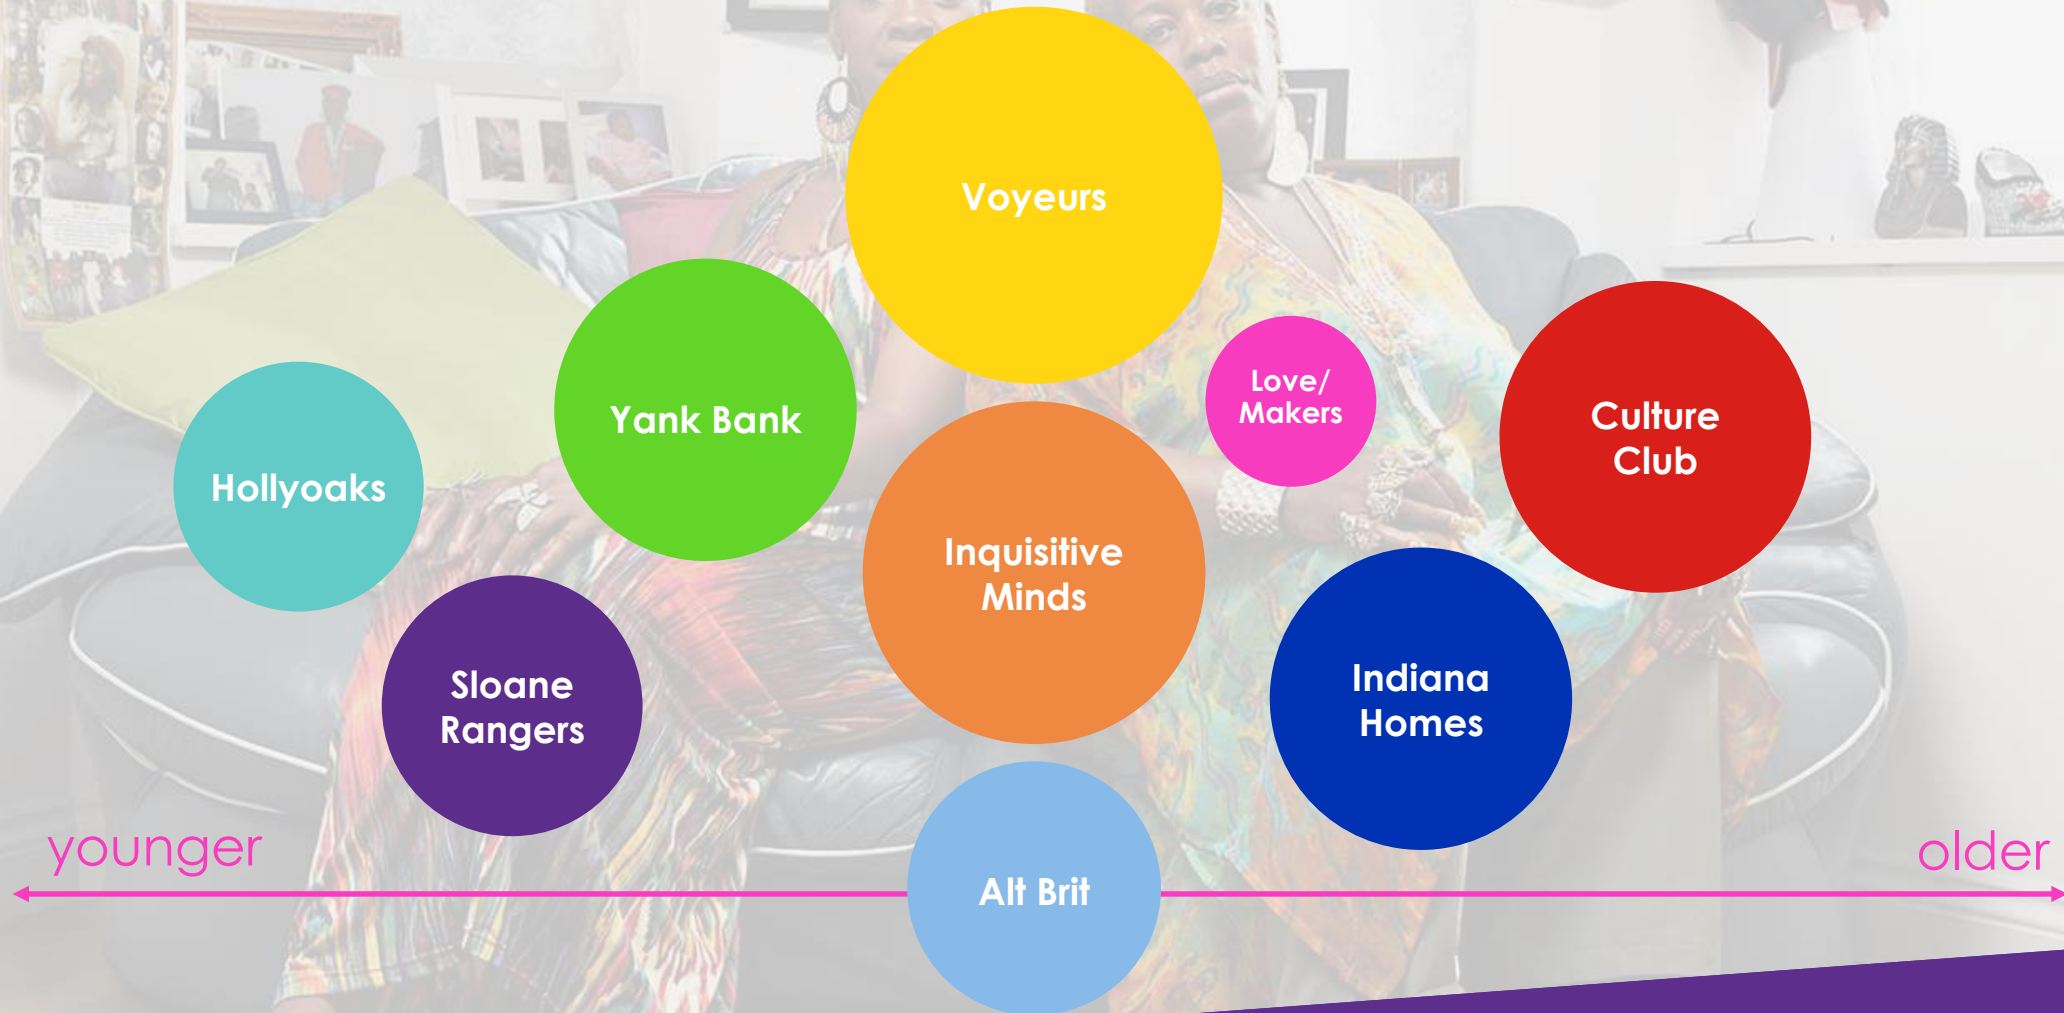 Voyeurs
Love/
Makers
Yank Bank
Culture
Club
Hollyoaks
Inquisitive
Minds
Sloane
Rangers
Indiana
Homes
younger
older
Alt Brit